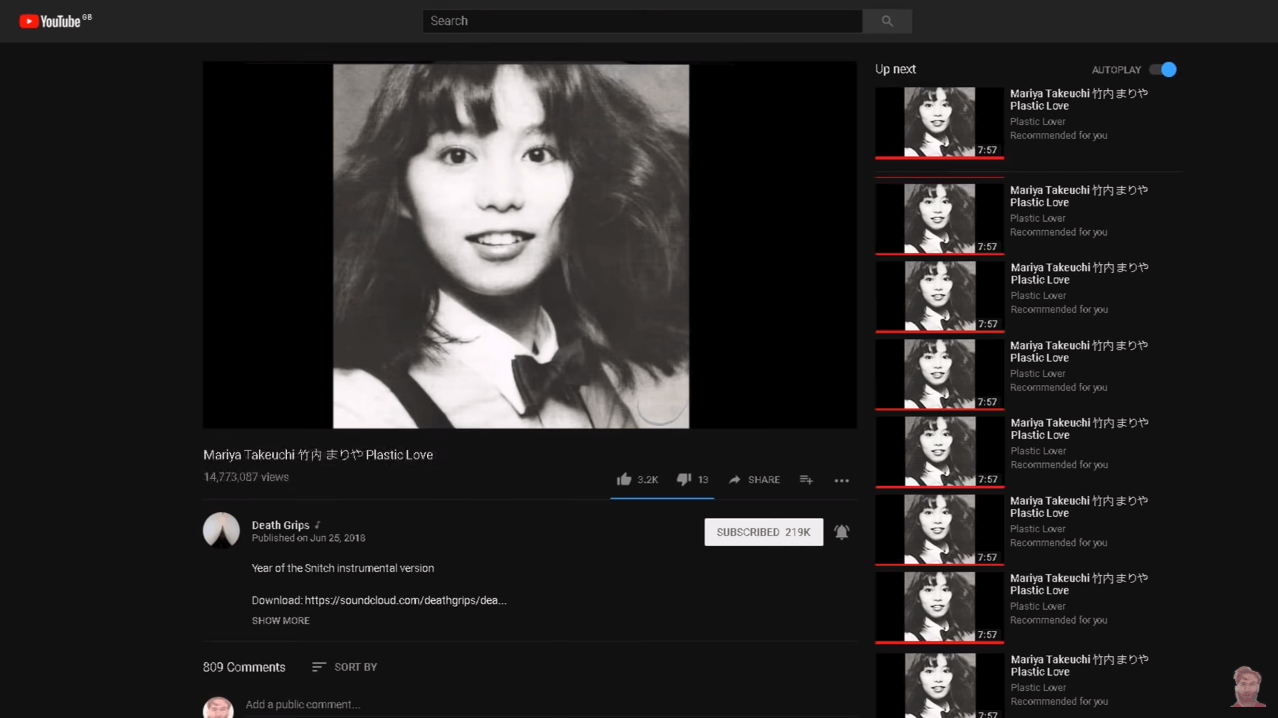 YouTube GB
Search
Mariya Takeuchi 竹内 まりや Plastic Love
14,773,087 views
3.2K
13
SHARE
Death Grips
Published on Jun 25, 2018
SUBSCRIBED 219K
Year of the Snitch instrumental version
Download: https://soundcloud.com/deathgrips/dea...
SHOW MORE
809 Comments
SORT BY
Add a public comment...
Up next
AUTOPLAY
7:57
Mariya Takeuchi 竹内 まりや
Plastic Love
Plastic Lover
Recommended for you
7:57
Mariya Takeuchi 竹内 まりや
Plastic Love
Plastic Lover
Recommended for you
7:57
Mariya Takeuchi 竹内 まりや
Plastic Love
Plastic Lover
Recommended for you
7:57
Mariya Takeuchi 竹内 まりや
Plastic Love
Plastic Lover
Recommended for you
7:57
Mariya Takeuchi 竹内 まりや
Plastic Love
Plastic Lover
Recommended for you
7:57
Mariya Takeuchi 竹内 まりや
Plastic Love
Plastic Lover
Recommended for you
7:57
Mariya Takeuchi 竹内 まりや
Plastic Love
Plastic Lover
Recommended for you
7:57
Mariya Takeuchi 竹内 まりや
Plastic Love
Plastic Lover
Recommended for you